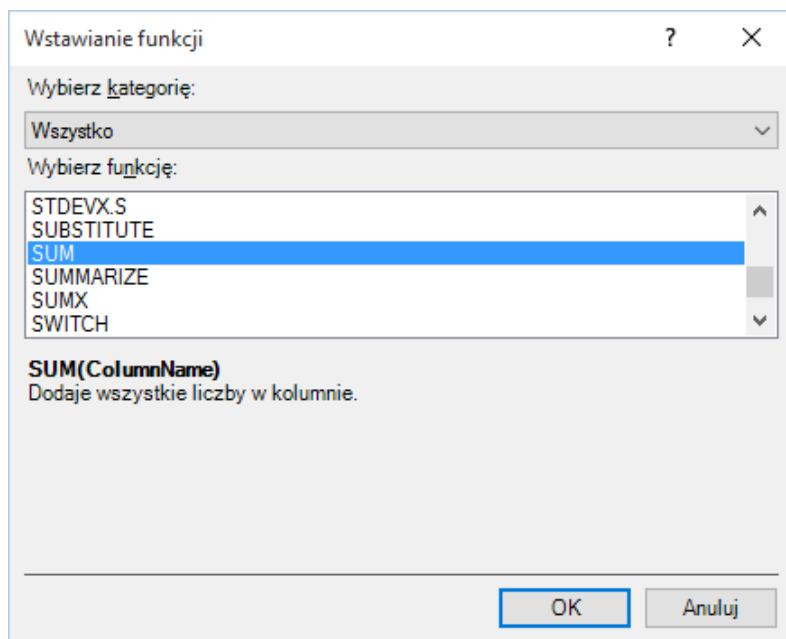 Wstawianie funkcji
?
Wybierz kategorię:
Wszystko
Wybierz funkcję:
STDEVX.S
SUBSTITUTE
SUM
SUMMARIZE
SUMX
SWITCH
SUM(ColumnName)
Dodaje wszystkie liczby w kolumnie.
OK Anuluj